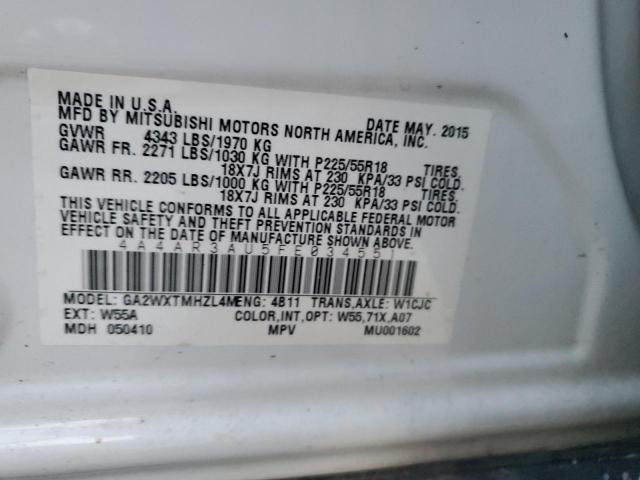 MADE IN U.S.A. DATE MAY. 2015
MFD BY MITSUBISHI MOTORS NORTH AMERICA, INC.
GVWR 4343 LBS/1970 KG
GAWR FR. 2271 LBS/1030 KG WITH P225/55R18 TIRES.
18X7J RIMS AT 230 KPA/33 PSI COLD.
GAWR RR. 2205 LBS/1000 KG WITH P225/55R18 TIRES.
18X7J RIMS AT 230 KPA/33 PSI COLD.
THIS VEHICLE CONFORMS TO ALL APPLICABLE FEDERAL MOTOR
VEHICLE SAFETY AND THEFT PREVENTION STANDARDS IN
EFFECT ON THE DATE OF MANUFACTURE SHOWN ABOVE.
4A4AR3AU5FE034551
MODEL: GA2WXTMHZL4M ENG: 4B11 TRANS,AXLE: W1CJC
EXT: W55A COLOR,INT,OPT: W55,71X,A07
MDH 050410 MPV MU001602